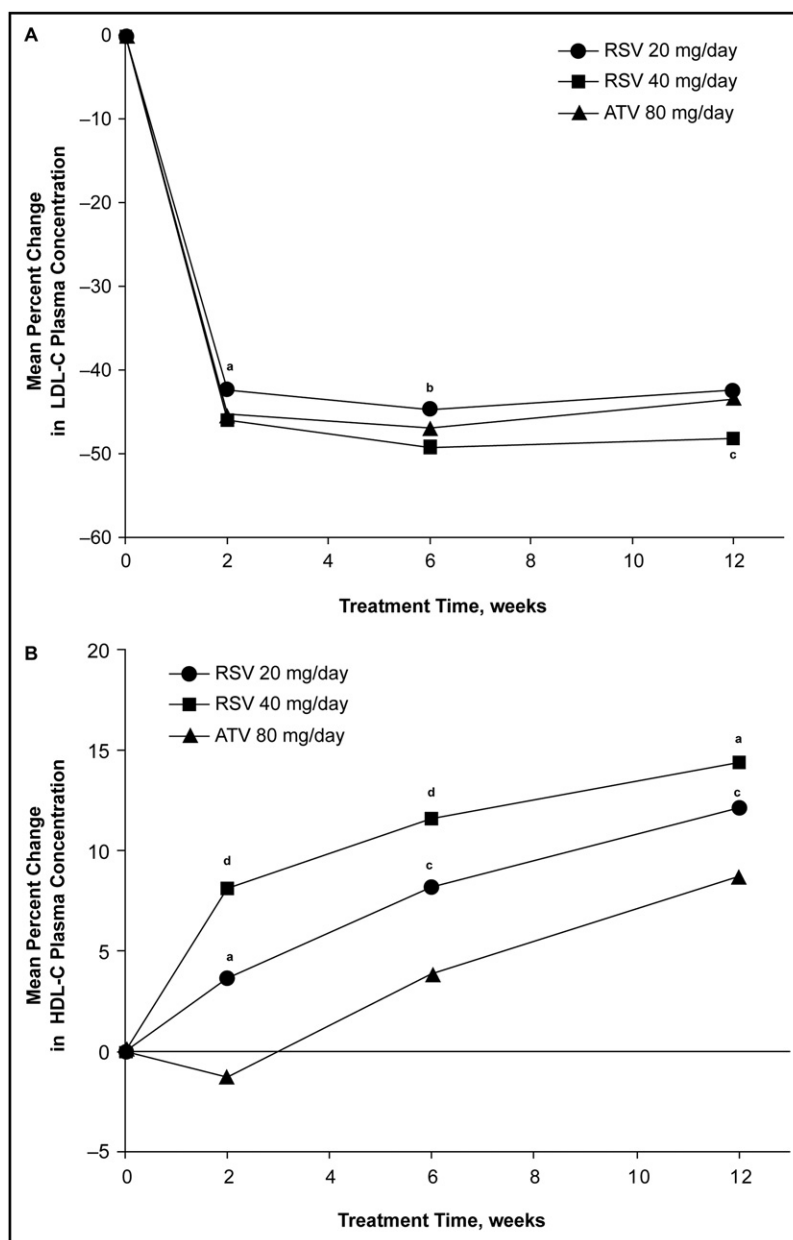 A
RSV 20 mg/day
RSV 40 mg/day
ATV 80 mg/day
0
–10
–20
–30
–40
–50
–60
Mean Percent Change
in LDL-C Plasma Concentration
a
b
c
0
2
4
6
8
10
12
Treatment Time, weeks
B
RSV 20 mg/day
RSV 40 mg/day
ATV 80 mg/day
20
15
10
5
0
–5
Mean Percent Change
in HDL-C Plasma Concentration
d
a
d
c
a
c
0
2
4
6
8
10
12
Treatment Time, weeks